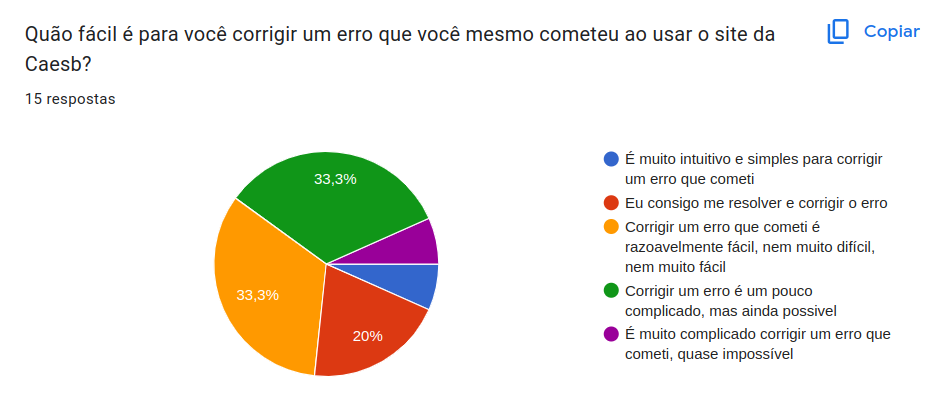 Quão fácil é para você corrigir um erro que você mesmo cometeu ao usar o site da
Caesb?
Copiar
15 respostas
33,3%
33,3%
20%
É muito intuitivo e simples para corrigir
um erro que cometi
Eu consigo me resolver e corrigir o erro
Corrigir um erro que cometi é
razoavelmente fácil, nem muito difícil,
nem muito fácil
Corrigir um erro é um pouco
complicado, mas ainda possivel
É muito complicado corrigir um erro que
cometi, quase impossível